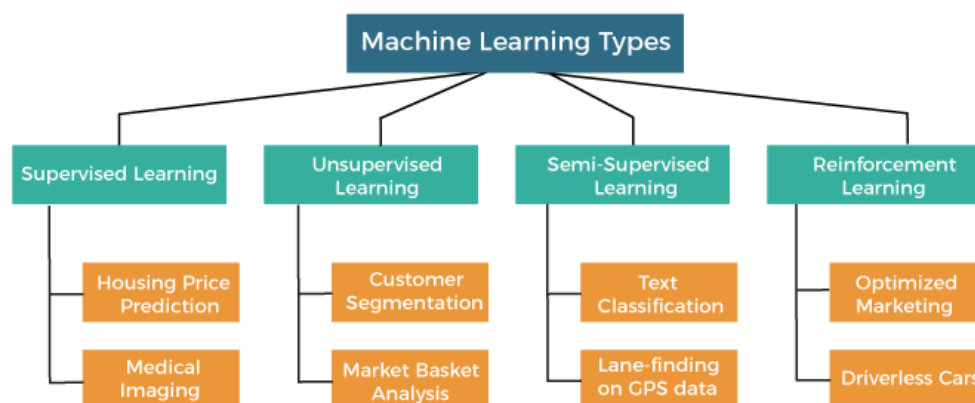 Machine Learning Types
Supervised Learning
Unsupervised
Learning
Semi-Supervised
Learning
Reinforcement
Learning
Housing Price
Prediction
Medical
Imaging
Customer
Segmentation
Market Basket
Analysis
Text
Classification
Lane-finding
on GPS data
Optimized
Marketing
Driverless Cars